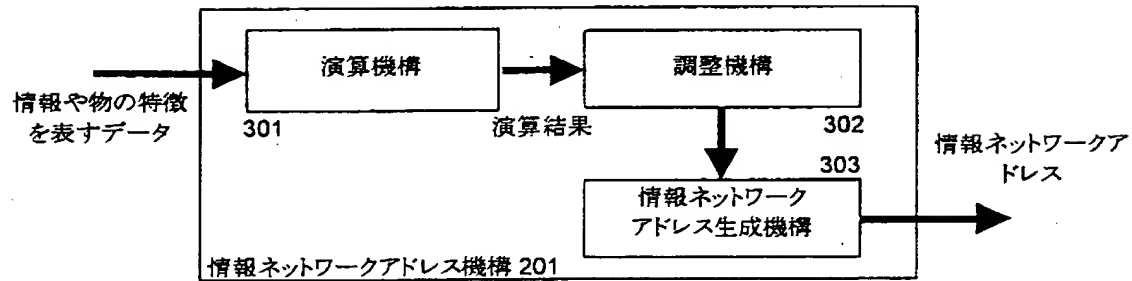 演算機構
調整機構
情報や物の特徴
を表すデータ
301
演算結果
302
情報ネットワークア
ドレス
303
情報ネットワーク
アドレス生成機構
情報ネットワークアドレス機構 201